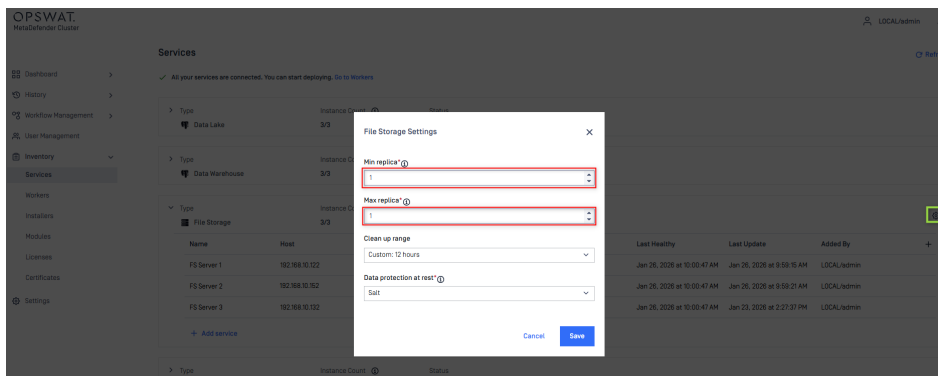 OPSWAT.
MetaDefender Cluster
LOCAL/admin
Services
Refr
All your services are connected. You can start deploying. Go to Workers
Dashboard
History
Workflow Management
User Management
Inventory
Services
Workers
Installers
Modules
Licenses
Certificates
Settings
Type Instance Count Status
Data Lake 3/3
Type Instance Co
Data Warehouse 3/3
Type Instance Co
File Storage 3/3
Name Host Last Healthy Last Update Added By
FS Server 1 192.168.10.122 Jan 26, 2026 at 10:00:47 AM Jan 26, 2026 at 9:59:15 AM LOCAL/admin
FS Server 2 192.168.10.152 Jan 26, 2026 at 10:00:47 AM Jan 26, 2026 at 9:59:21 AM LOCAL/admin
FS Server 3 192.168.10.132 Jan 26, 2026 at 10:00:47 AM Jan 23, 2026 at 2:27:37 PM LOCAL/admin
+ Add service
Type Instance Count Status
File Storage Settings
Min replica*
1
Max replica*
1
Clean up range
Custom: 12 hours
Data protection at rest*
Salt
Cancel Save